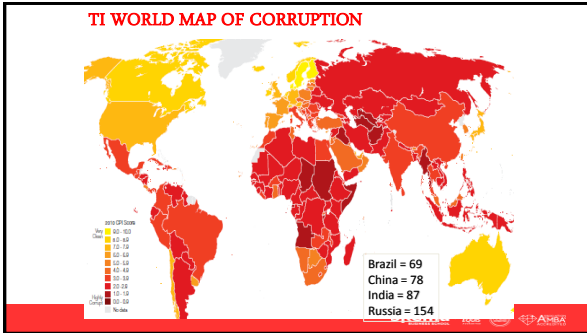 TI WORLD MAP OF CORRUPTION
2010 CPI Score
Very
Clean
9.0 - 10.0
8.0 - 8.9
7.0 - 7.9
6.0 - 6.9
5.0 - 5.9
4.0 - 4.9
3.0 - 3.9
2.0 - 2.9
1.0 - 1.9
0.0 - 0.9
Highly
Corrupt
No data
Brazil = 69
China = 78
India = 87
Russia = 154
BUSINESS SCHOOL
AMBA